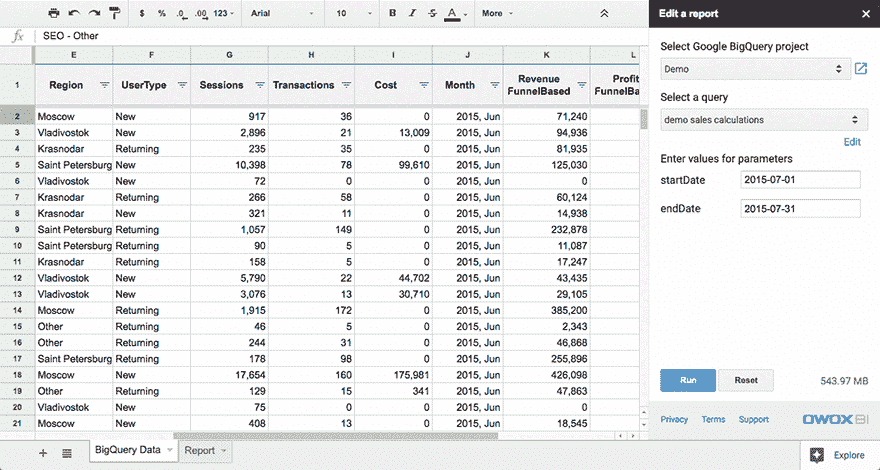 $ % .0 .00 123 Arial 10 B I S A More
fx SEO - Other
E F G H I J K L
1 Region UserType Sessions Transactions Cost Month Revenue FunnelBased Profit FunnelBa
2 Moscow New 917 36 0 2015, Jun 71,240
3 Vladivostok New 2,896 21 13,009 2015, Jun 94,936
4 Krasnodar Returning 235 35 0 2015, Jun 81,935
5 Saint Petersburg New 10,398 78 99,610 2015, Jun 125,030
6 Vladivostok New 72 0 0 2015, Jun 0
7 Krasnodar Returning 266 58 0 2015, Jun 60,124
8 Krasnodar New 321 11 0 2015, Jun 14,938
9 Saint Petersburg Returning 1,057 149 0 2015, Jun 232,878
10 Saint Petersburg Returning 90 5 0 2015, Jun 11,087
11 Krasnodar Returning 158 5 0 2015, Jun 17,247
12 Vladivostok New 5,790 22 44,702 2015, Jun 43,435
13 Vladivostok New 3,076 13 30,710 2015, Jun 29,105
14 Moscow Returning 1,915 172 0 2015, Jun 385,200
15 Other Returning 46 5 0 2015, Jun 2,343
16 Other Returning 244 31 0 2015, Jun 46,868
17 Saint Petersburg Returning 178 98 0 2015, Jun 255,896
18 Moscow New 17,654 160 175,981 2015, Jun 426,098
19 Other Returning 129 15 341 2015, Jun 47,863
20 Vladivostok New 75 0 0 2015, Jun 0
21 Moscow New 408 13 0 2015, Jun 18,545
BigQuery Data Report
Edit a report
Select Google BigQuery project
Demo
Select a query
demo sales calculations
Edit
Enter values for parameters
startDate 2015-07-01
endDate 2015-07-31
Run Reset 543.97 MB
Privacy Terms Support OWOX BI
Explore